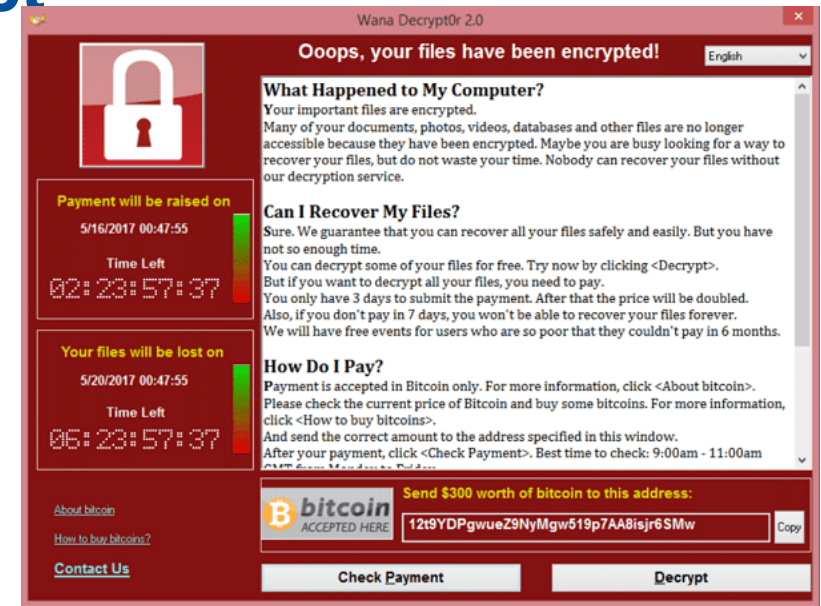 Wana Decrypt0r 2.0
Ooops, your files have been encrypted!
English
What Happened to My Computer?
Your important files are encrypted.
Many of your documents, photos, videos, databases and other files are no longer
accessible because they have been encrypted. Maybe you are busy looking for a way to
recover your files, but do not waste your time. Nobody can recover your files without
our decryption service.
Can I Recover My Files?
Sure. We guarantee that you can recover all your files safely and easily. But you have
not so enough time.
You can decrypt some of your files for free. Try now by clicking <Decrypt>.
But if you want to decrypt all your files, you need to pay.
You only have 3 days to submit the payment. After that the price will be doubled.
Also, if you don't pay in 7 days, you won't be able to recover your files forever.
We will have free events for users who are so poor that they couldn't pay in 6 months.
How Do I Pay?
Payment is accepted in Bitcoin only. For more information, click <About bitcoin>.
Please check the current price of Bitcoin and buy some bitcoins. For more information,
click <How to buy bitcoins>.
And send the correct amount to the address specified in this window.
After your payment, click <Check Payment>. Best time to check: 9:00am - 11:00am
GMT from Monday to Friday.
Payment will be raised on
5/16/2017 00:47:55
Time Left
02:23:57:37
Your files will be lost on
5/20/2017 00:47:55
Time Left
06:23:57:37
About bitcoin
How to buy bitcoins?
Contact Us
bitcoin
ACCEPTED HERE
Send $300 worth of bitcoin to this address:
12t9YDPgwueZ9NyMgw519p7AA8isjr6SMw
Copy
Check Payment
Decrypt